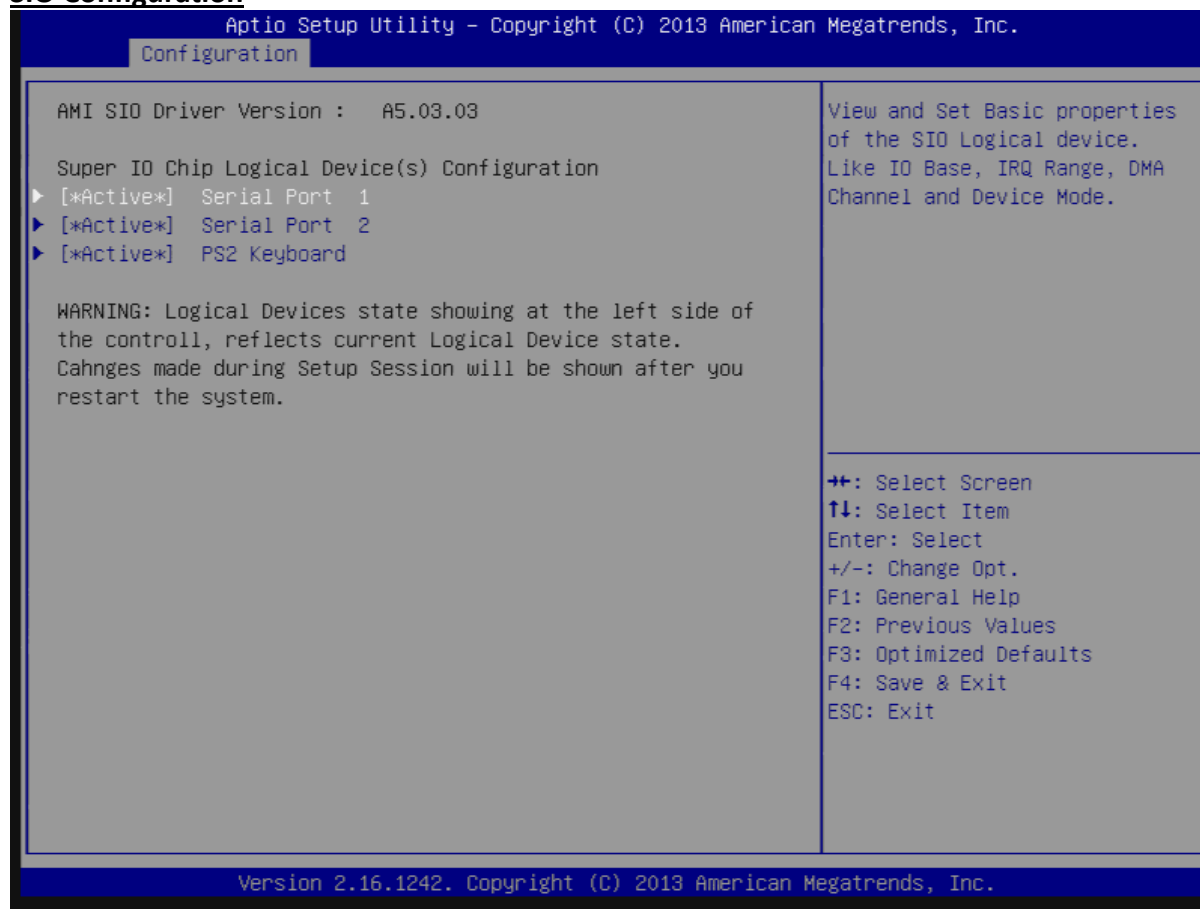 SIO Configuration
Aptio Setup Utility – Copyright (C) 2013 American Megatrends, Inc.
Configuration
AMI SIO Driver Version : A5.03.03
Super IO Chip Logical Device(s) Configuration
[*Active*] Serial Port 1
[*Active*] Serial Port 2
[*Active*] PS2 Keyboard
WARNING: Logical Devices state showing at the left side of
the controll, reflects current Logical Device state.
Cahnges made during Setup Session will be shown after you
restart the system.
View and Set Basic properties
of the SIO Logical device.
Like IO Base, IRQ Range, DMA
Channel and Device Mode.
→←: Select Screen
↑↓: Select Item
Enter: Select
+/-: Change Opt.
F1: General Help
F2: Previous Values
F3: Optimized Defaults
F4: Save & Exit
ESC: Exit
Version 2.16.1242. Copyright (C) 2013 American Megatrends, Inc.